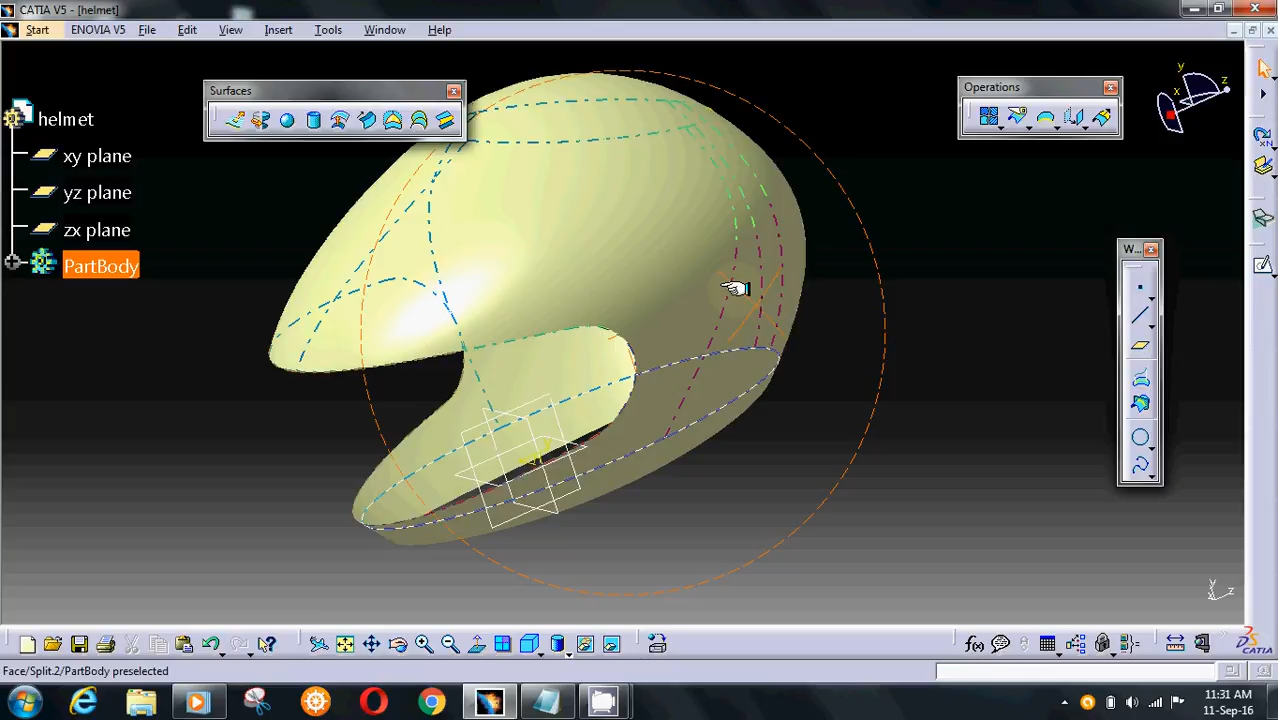 CATIA V5 - [helmet]
Start ENOVIA V5 File Edit View Insert Tools Window Help
Surfaces
Operations
helmet
xy plane
yz plane
zx plane
PartBody
W...
y
z
x
y
z
Face/Split.2/PartBody preselected
CATIA
11:31 AM
11-Sep-16